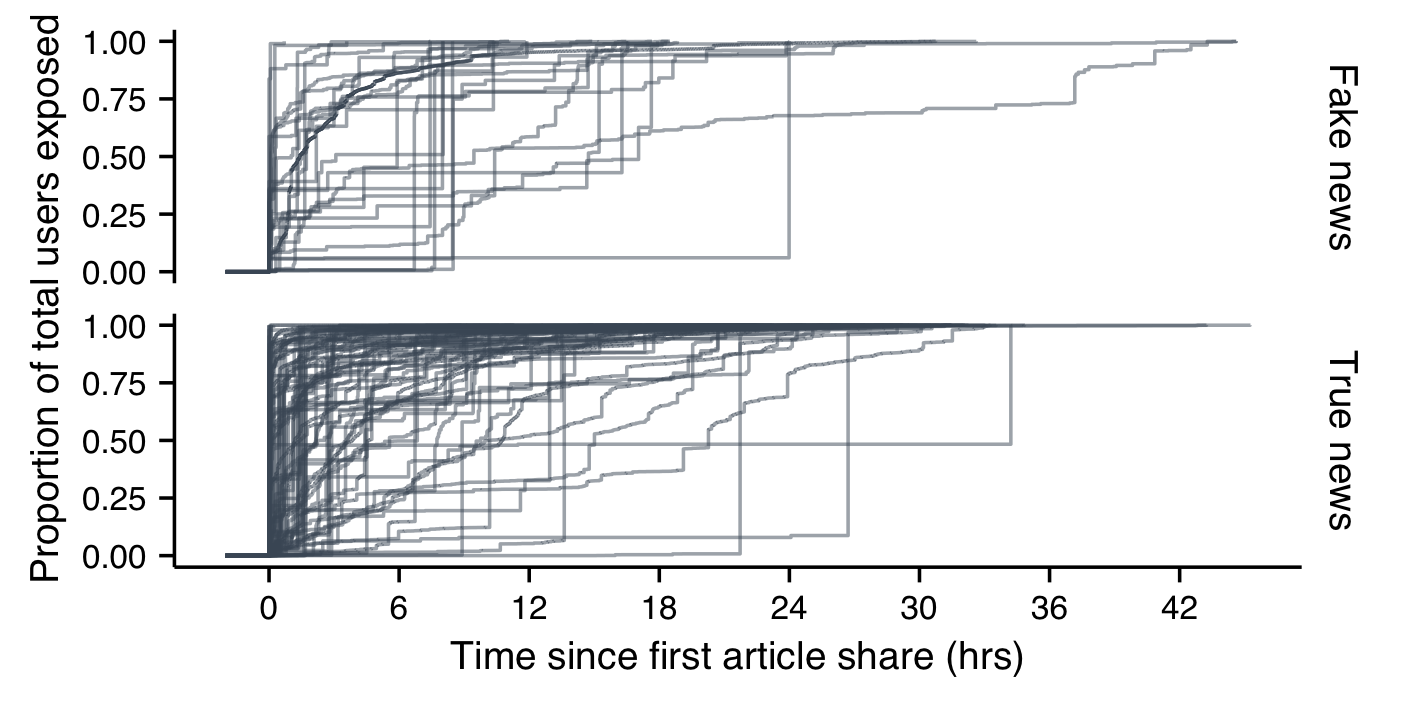 Proportion of total users exposed
1.00
0.75
0.50
0.25
0.00
Fake news
1.00
0.75
0.50
0.25
0.00
True news
0 6 12 18 24 30 36 42
Time since first article share (hrs)